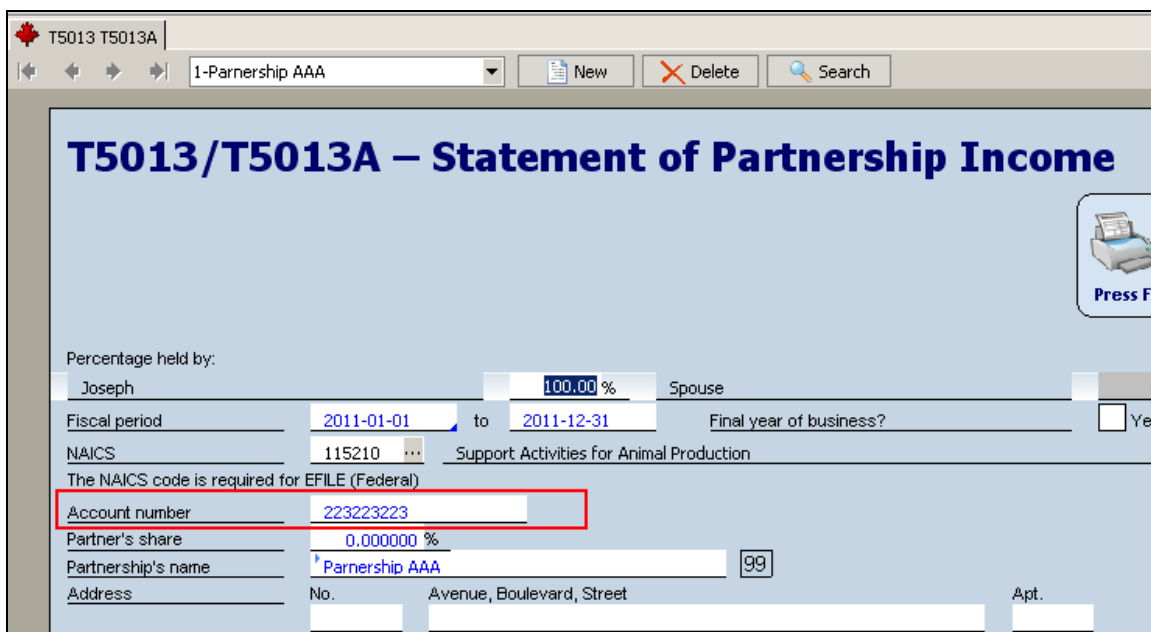 T5013 T5013A
1-Parnership AAA New Delete Search
T5013/T5013A – Statement of Partnership Income
Press F
Percentage held by:
Joseph 100.00 % Spouse
Fiscal period 2011-01-01 to 2011-12-31 Final year of business? Ye
NAICS 115210 ... Support Activities for Animal Production
The NAICS code is required for EFILE (Federal)
Account number 223223223
Partner's share 0.000000 %
Partnership's name Parnership AAA 99
Address No. Avenue, Boulevard, Street Apt.